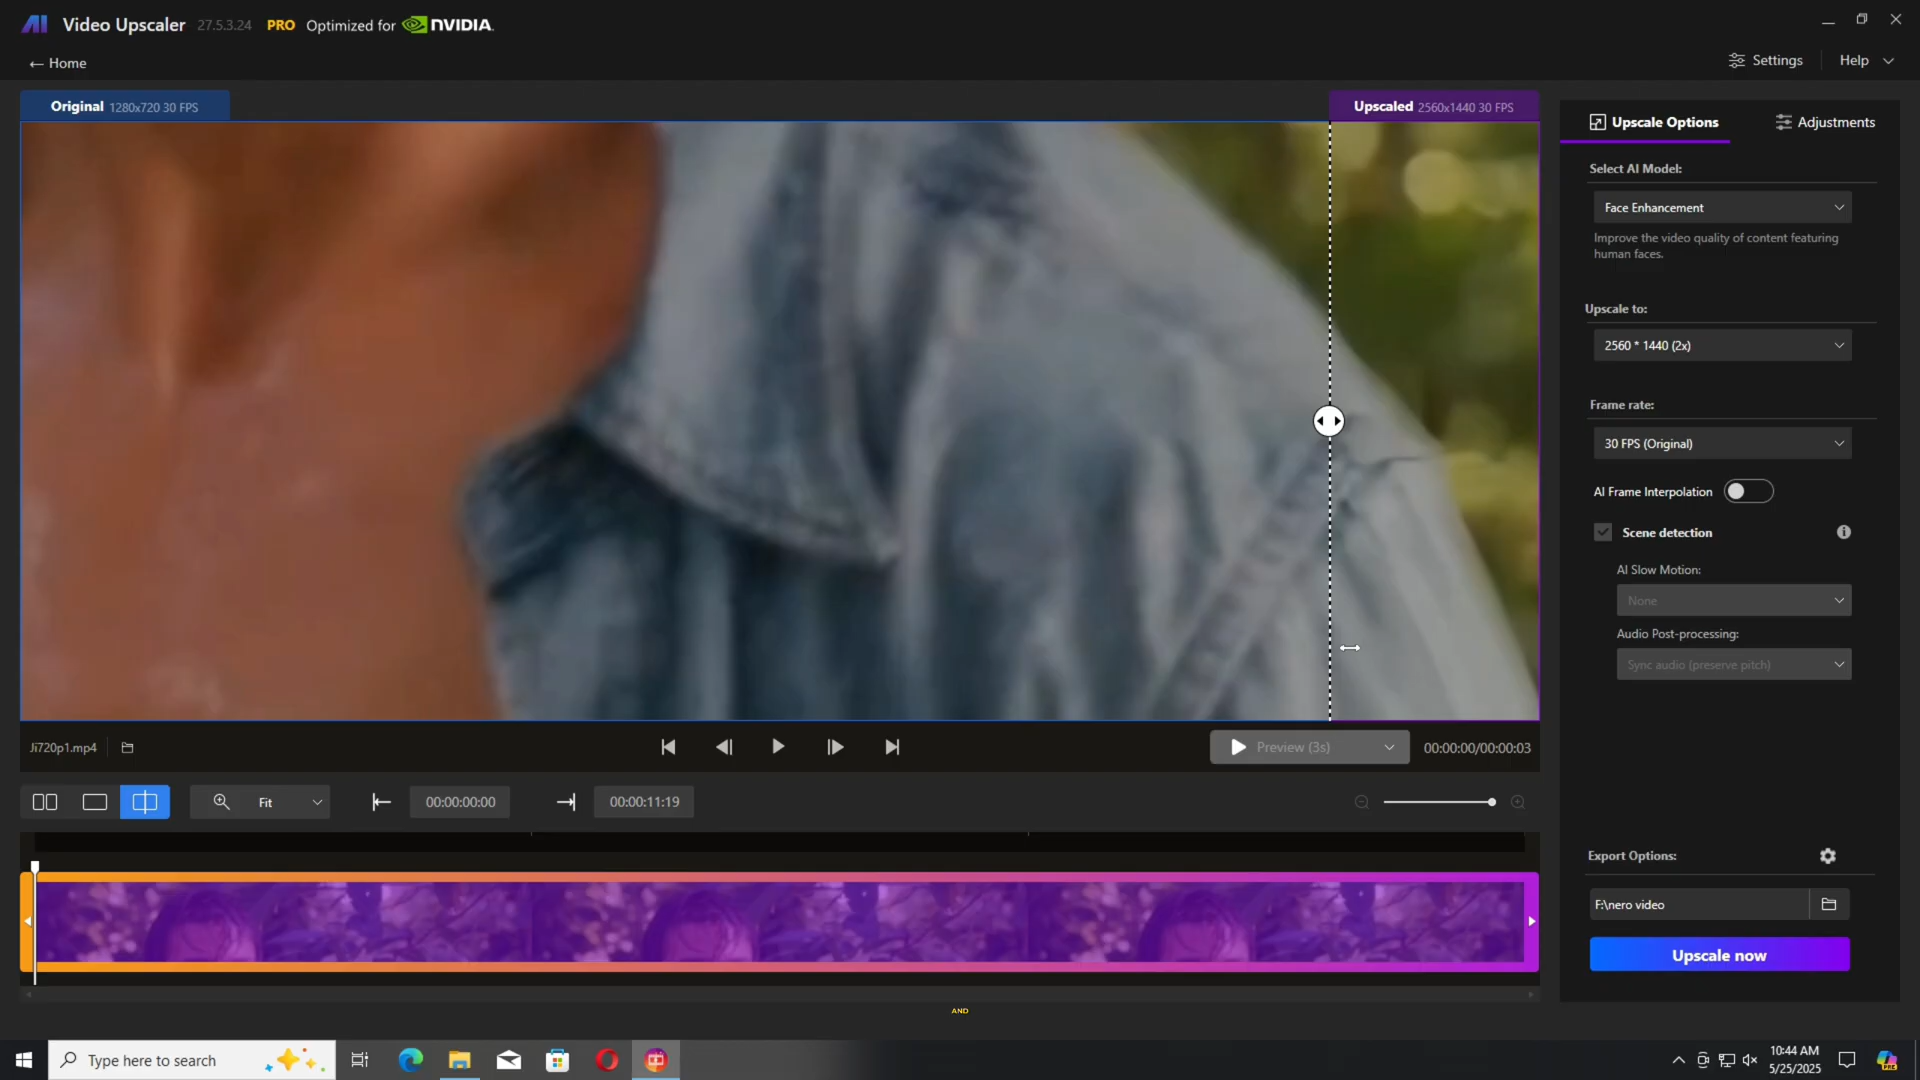 AI Video Upscaler 27.5.3.24 PRO Optimized for NVIDIA.
← Home
Settings Help
Original 1280x720 30 FPS
Upscaled 2560x1440 30 FPS
Upscale Options Adjustments
Select AI Model:
Face Enhancement
Improve the video quality of content featuring
human faces.
Upscale to:
2560 * 1440 (2x)
Frame rate:
30 FPS (Original)
AI Frame Interpolation
Scene detection
AI Slow Motion:
None
Audio Post-processing:
Sync audio (preserve pitch)
Ji720p1.mp4
Preview (3s) 00:00:00/00:00:03
Fit 00:00:00:00 00:00:11:19
Export Options:
F:\nero video
Upscale now
AND
Type here to search
10:44 AM
5/25/2025
PRE